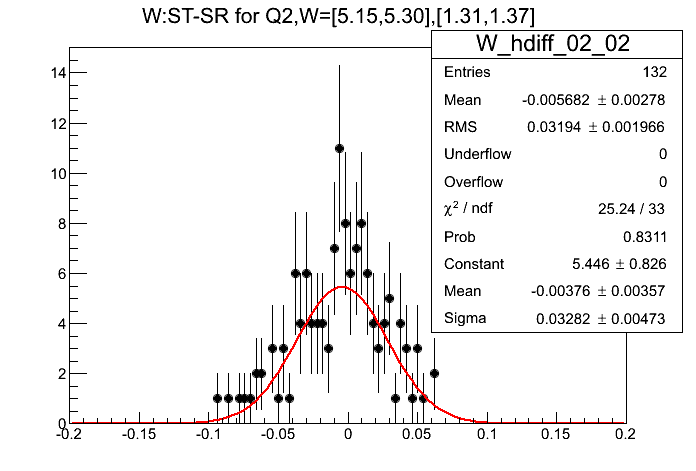 W:ST-SR for Q2,W=[5.15,5.30],[1.31,1.37]
W_hdiff_02_02
Entries 132
Mean -0.005682 ± 0.00278
RMS 0.03194 ± 0.001966
Underflow 0
Overflow 0
χ² / ndf 25.24 / 33
Prob 0.8311
Constant 5.446 ± 0.826
Mean -0.00376 ± 0.00357
Sigma 0.03282 ± 0.00473
14
12
10
8
6
4
2
0
-0.2 -0.15 -0.1 -0.05 0 0.05 0.1 0.15 0.2